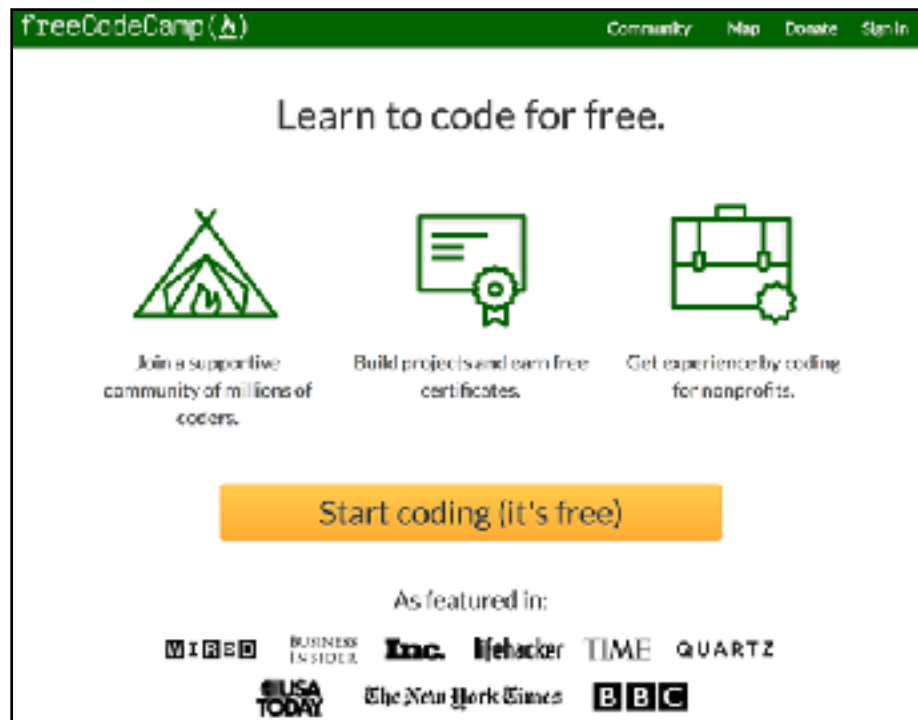 freeCodeCamp(🔥)
Community Map Donate Sign In
Learn to code for free.
Join a supportive
community of millions of
coders.
Build projects and earn free
certificates.
Get experience by coding
for nonprofits.
Start coding (it's free)
As featured in:
WIRED BUSINESS INSIDER Inc. lifehacker TIME QUARTZ
USA TODAY The New York Times BBC